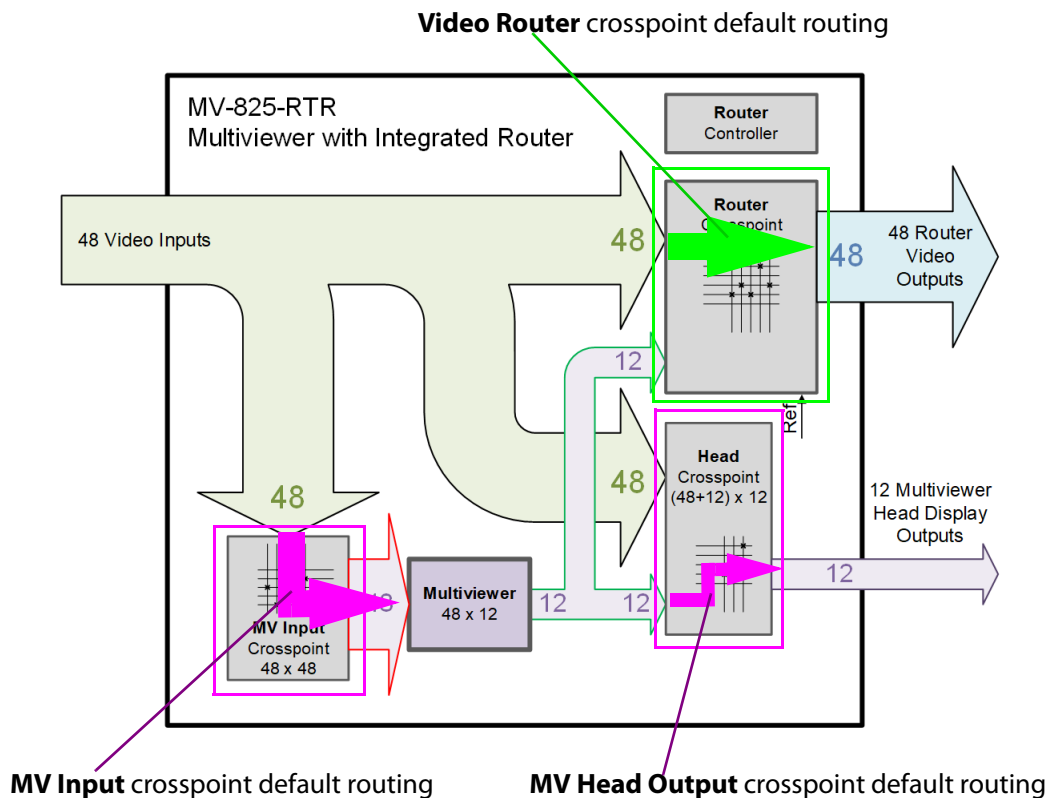 Video Router crosspoint default routing
MV-825-RTR
Multiviewer with Integrated Router
Router
Controller
Router
48 Video Inputs
48
48
48 Router
Video
Outputs
12
Ref
48
48
Head
Crosspoint
(48+12) x 12
12 Multiviewer
Head Display
Outputs
12
MV Input
Crosspoint
48 x 48
Multiviewer
48 x 12
12
12
MV Input crosspoint default routing
MV Head Output crosspoint default routing